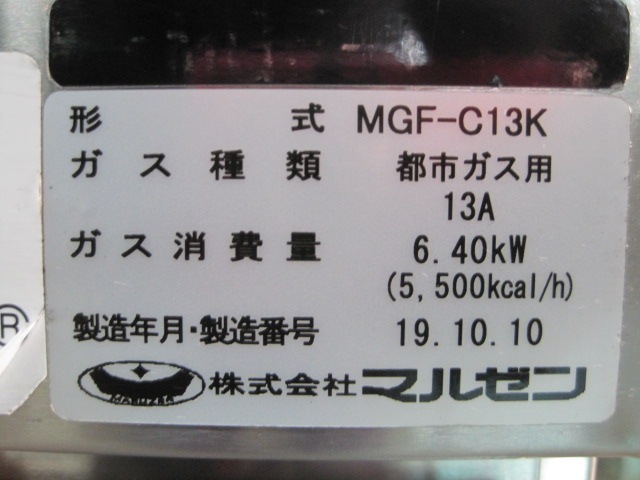 形式 MGF-C13K
ガス種類 都市ガス用
13A
ガス消費量 6.40kW
(5,500kcal/h)
製造年月・製造番号 19.10.10
MARUZEN 株式会社マルゼン
®